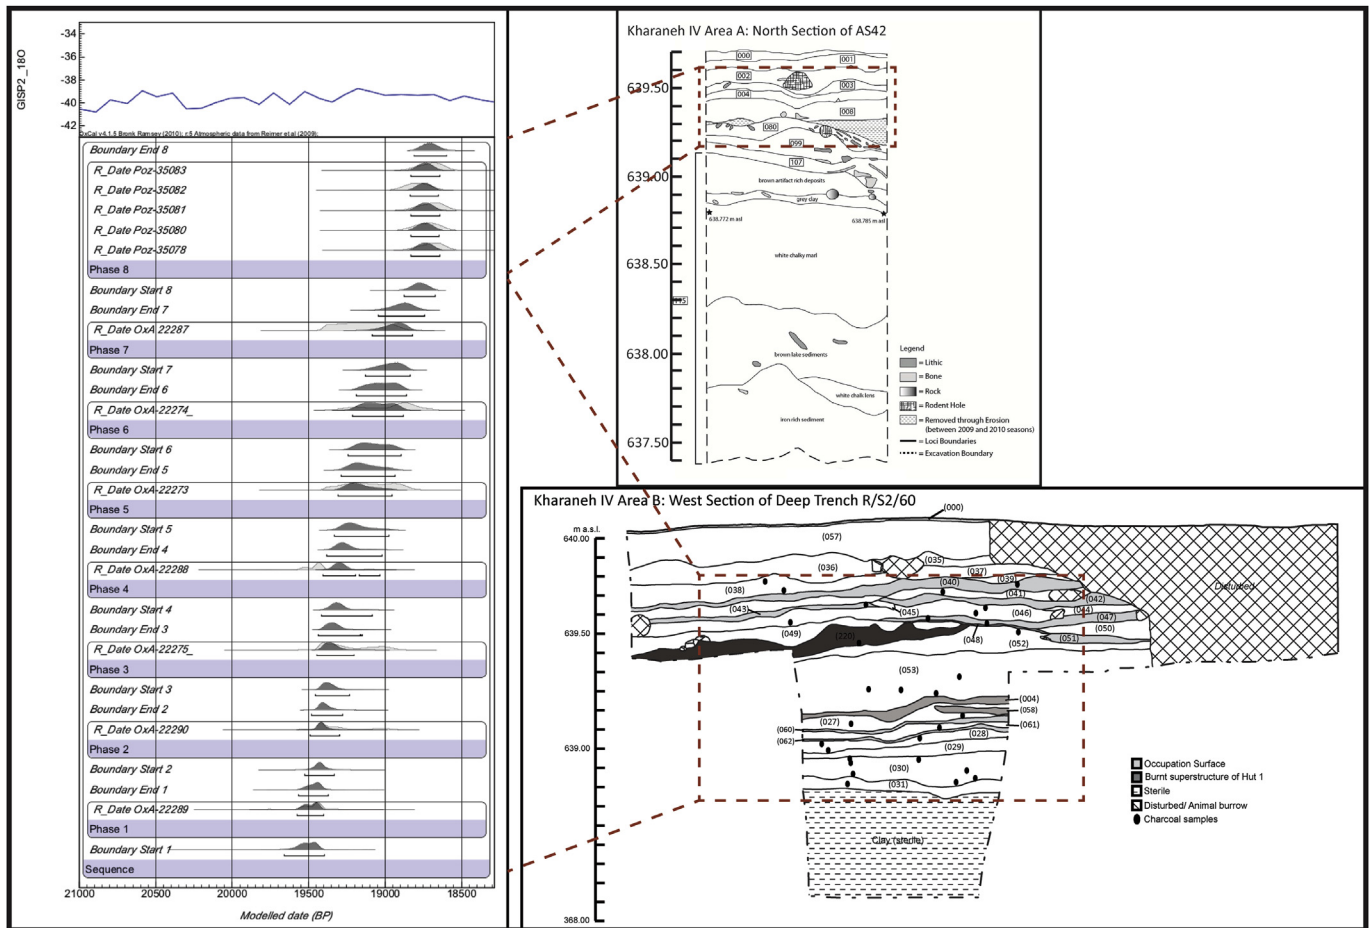 GISP2_18O
-34
-36
-38
-40
-42
OxCal v4.1.5 Bronk Ramsey (2010); r:5 Atmospheric data from Reimer et al (2009);
Boundary End 8
R_Date Poz-35083
R_Date Poz-35082
R_Date Poz-35081
R_Date Poz-35080
R_Date Poz-35078
Phase 8
Boundary Start 8
Boundary End 7
R_Date OxA-22287
Phase 7
Boundary Start 7
Boundary End 6
R_Date OxA-22274_
Phase 6
Boundary Start 6
Boundary End 5
R_Date OxA-22273
Phase 5
Boundary Start 5
Boundary End 4
R_Date OxA-22288
Phase 4
Boundary Start 4
Boundary End 3
R_Date OxA-22275_
Phase 3
Boundary Start 3
Boundary End 2
R_Date OxA-22290
Phase 2
Boundary Start 2
Boundary End 1
R_Date OxA-22289
Phase 1
Boundary Start 1
Sequence
21000 20500 20000 19500 19000 18500
Modelled date (BP)
Kharaneh IV Area A: North Section of AS42
639.50
639.00
638.50
638.00
637.50
000
001
002
003
004
008
080
099
107
brown artifact rich deposits
grey clay
638.772 m asl
638.785 m asl
white chalky marl
brown lake sediments
white chalk lens
iron rich sediment
Legend
= Lithic
= Bone
= Rock
= Rodent Hole
= Removed through Erosion
(between 2009 and 2010 seasons)
= Loci Boundaries
= Excavation Boundary
Kharaneh IV Area B: West Section of Deep Trench R/S2/60
m a.s.l.
640.00
639.50
639.00
368.00
(000)
(057)
(035)
(036)
(037)
(039)
(040)
(038)
(041)
(042)
(043)
(045)
(046)
(044)
(047)
(049)
(220)
(048)
(050)
(052)
(051)
(053)
(004)
(058)
(027)
(061)
(060)
(028)
(062)
(029)
(030)
(031)
Disturbed
Clay (sterile)
Occupation Surface
Burnt superstructure of Hut 1
Sterile
Disturbed/ Animal burrow
Charcoal samples